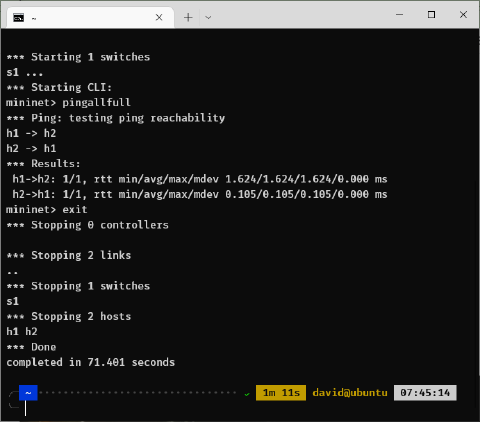 ~
*** Starting 1 switches
s1 ...
*** Starting CLI:
mininet> pingallfull
*** Ping: testing ping reachability
h1 -> h2
h2 -> h1
*** Results:
 h1->h2: 1/1, rtt min/avg/max/mdev 1.624/1.624/1.624/0.000 ms
 h2->h1: 1/1, rtt min/avg/max/mdev 0.105/0.105/0.105/0.000 ms
mininet> exit
*** Stopping 0 controllers

*** Stopping 2 links
..
*** Stopping 1 switches
s1
*** Stopping 2 hosts
h1 h2
*** Done
completed in 71.401 seconds
~ ································ ✓ 1m 11s david@ubuntu 07:45:14